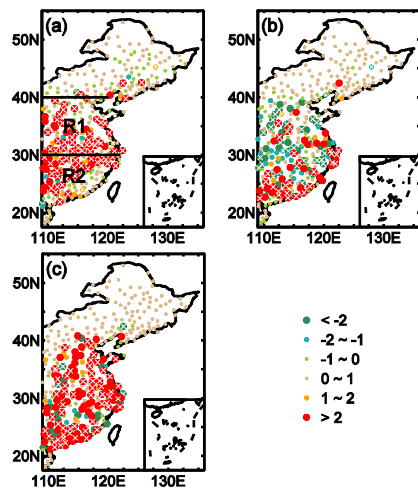 (a)
(b)
50N
40N
R1
30N
R2
20N
110E 120E 130E
50N
40N
30N
20N
110E 120E 130E
(c)
50N
40N
30N
20N
110E 120E 130E
< -2
-2 ~ -1
-1 ~ 0
0 ~ 1
1 ~ 2
> 2